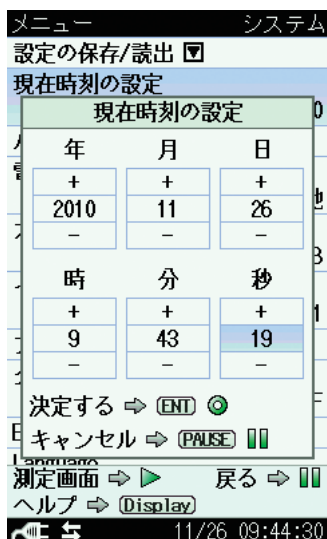 メニュー システム
設定の保存/読出 ▼
現在時刻の設定
現在時刻の設定
年 月 日
+ + +
2010 11 26
− − −
時 分 秒
+ + +
9 43 19
− − −
決定する ⇨ ENT
キャンセル ⇨ PAUSE
Language
測定画面 ⇨ 戻る ⇨
ヘルプ ⇨ Display
11/26 09:44:30